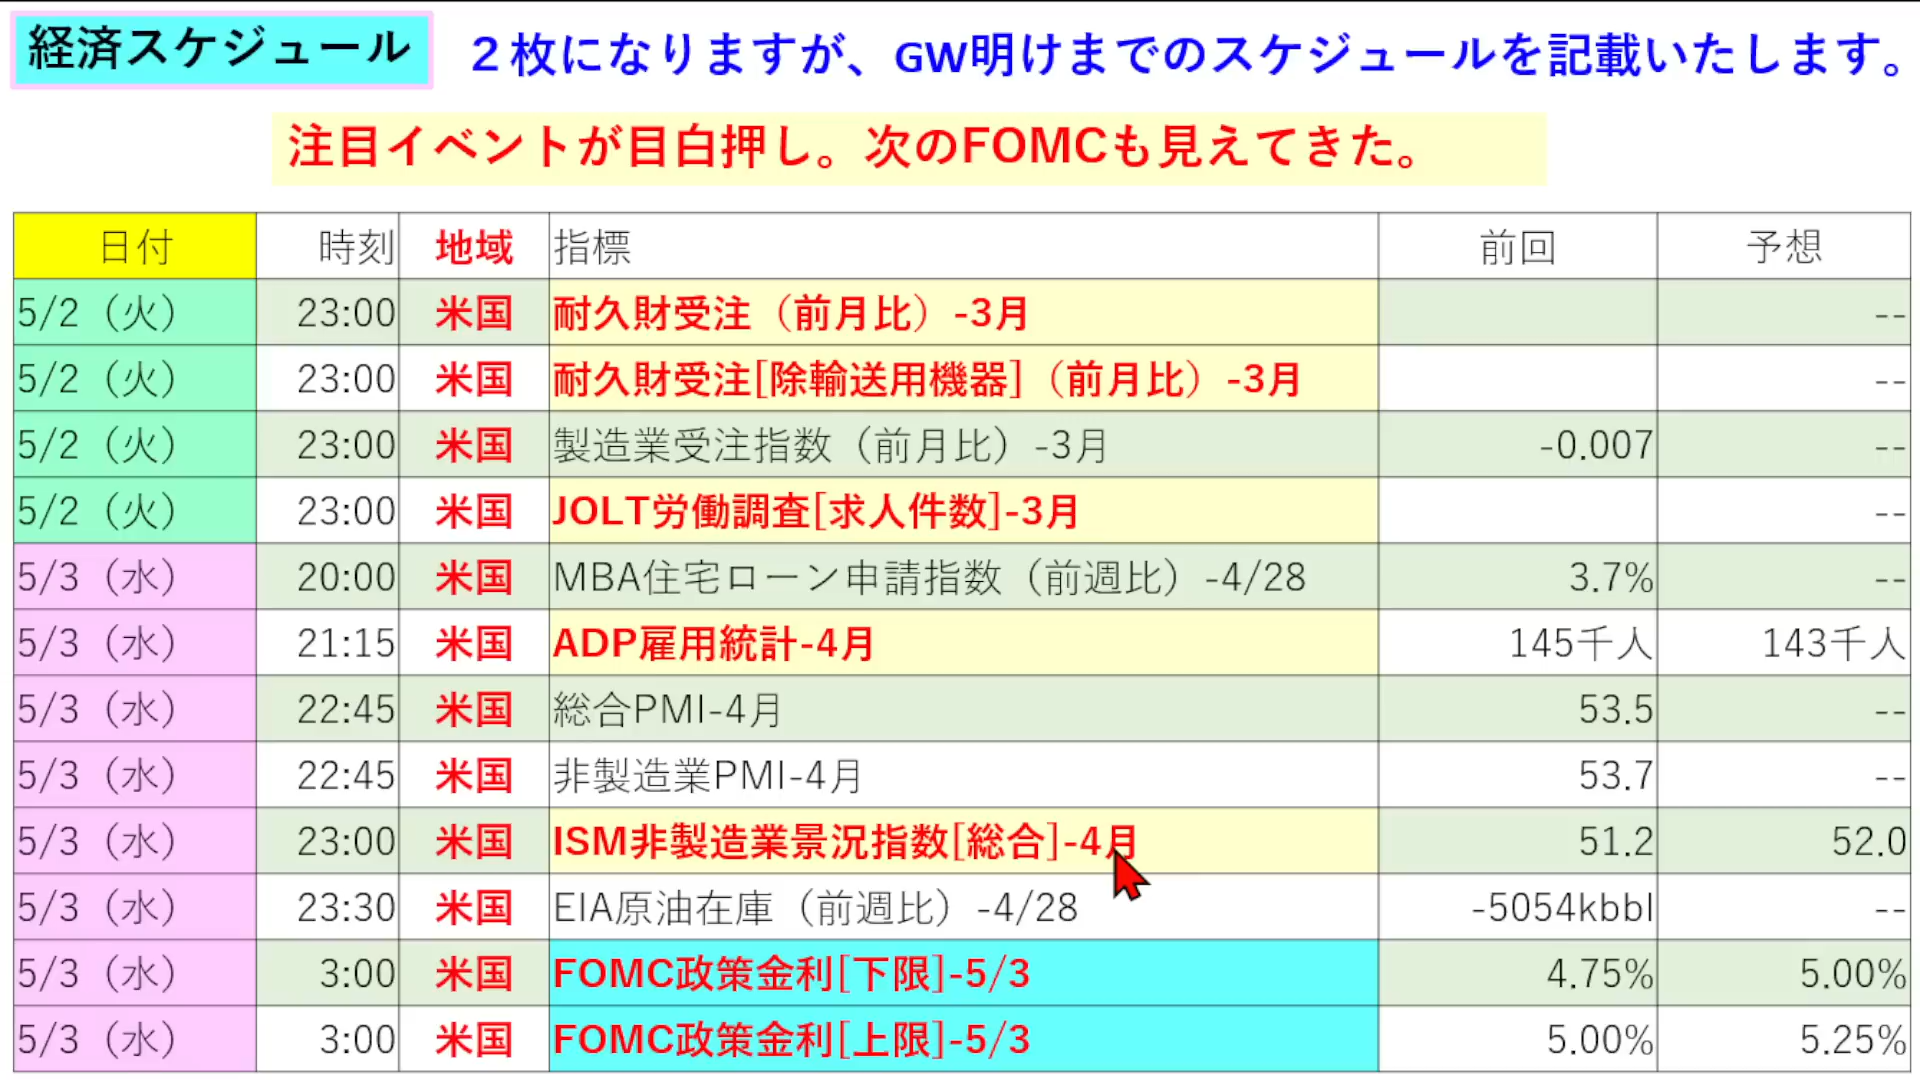 経済スケジュール
２枚になりますが、GW明けまでのスケジュールを記載いたします。
注目イベントが目白押し。次のFOMCも見えてきた。
日付 時刻 地域 指標 前回 予想
5/2（火） 23:00 米国 耐久財受注（前月比）-3月 --
5/2（火） 23:00 米国 耐久財受注[除輸送用機器]（前月比）-3月 --
5/2（火） 23:00 米国 製造業受注指数（前月比）-3月 -0.007 --
5/2（火） 23:00 米国 JOLT労働調査[求人件数]-3月 --
5/3（水） 20:00 米国 MBA住宅ローン申請指数（前週比）-4/28 3.7% --
5/3（水） 21:15 米国 ADP雇用統計-4月 145千人 143千人
5/3（水） 22:45 米国 総合PMI-4月 53.5 --
5/3（水） 22:45 米国 非製造業PMI-4月 53.7 --
5/3（水） 23:00 米国 ISM非製造業景況指数[総合]-4月 51.2 52.0
5/3（水） 23:30 米国 EIA原油在庫（前週比）-4/28 -5054kbbl --
5/3（水） 3:00 米国 FOMC政策金利[下限]-5/3 4.75% 5.00%
5/3（水） 3:00 米国 FOMC政策金利[上限]-5/3 5.00% 5.25%